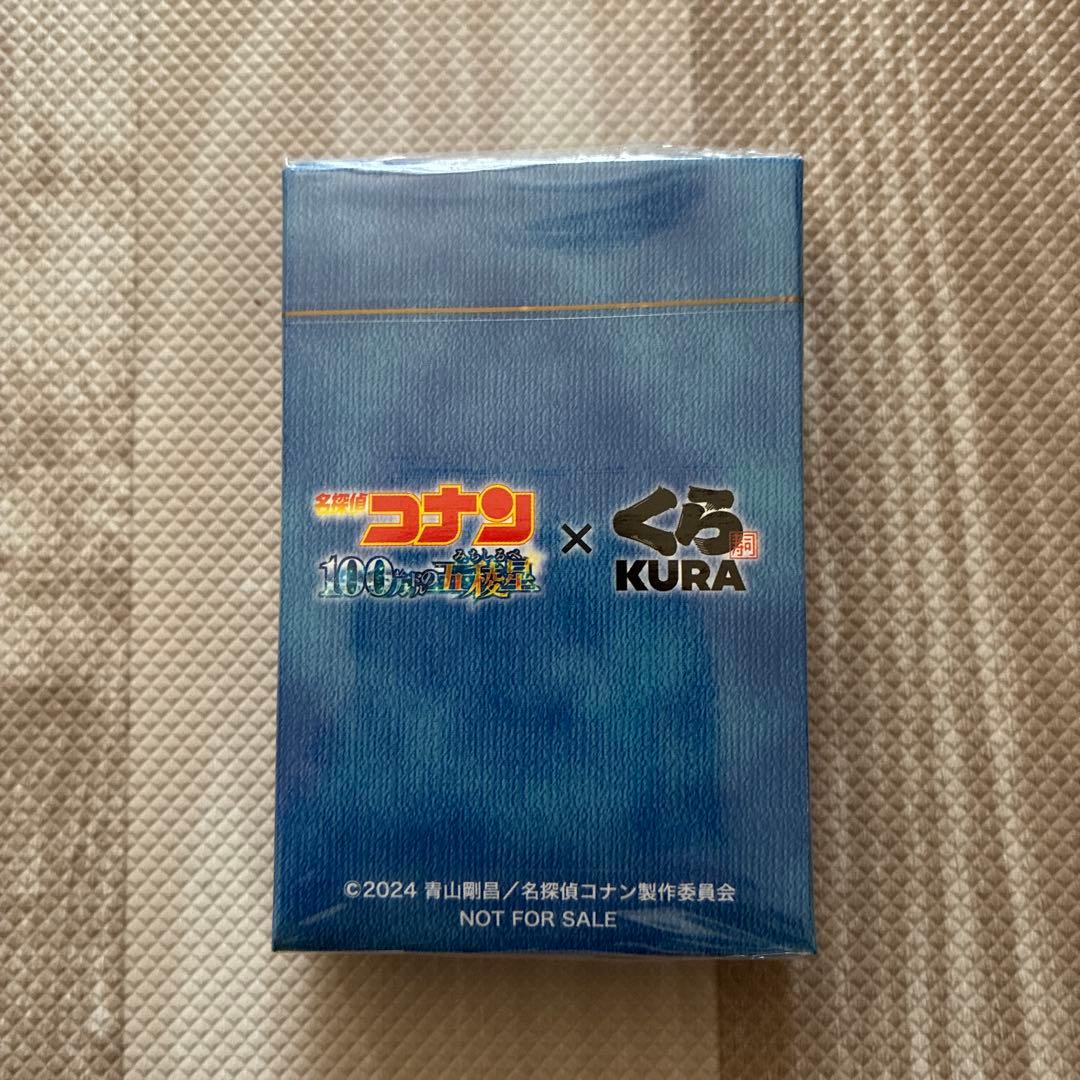 名探偵
コナン
みちしるべ
100万ドルの五稜星
×
くら
寿司
KURA
©2024 青山剛昌／名探偵コナン製作委員会
NOT FOR SALE